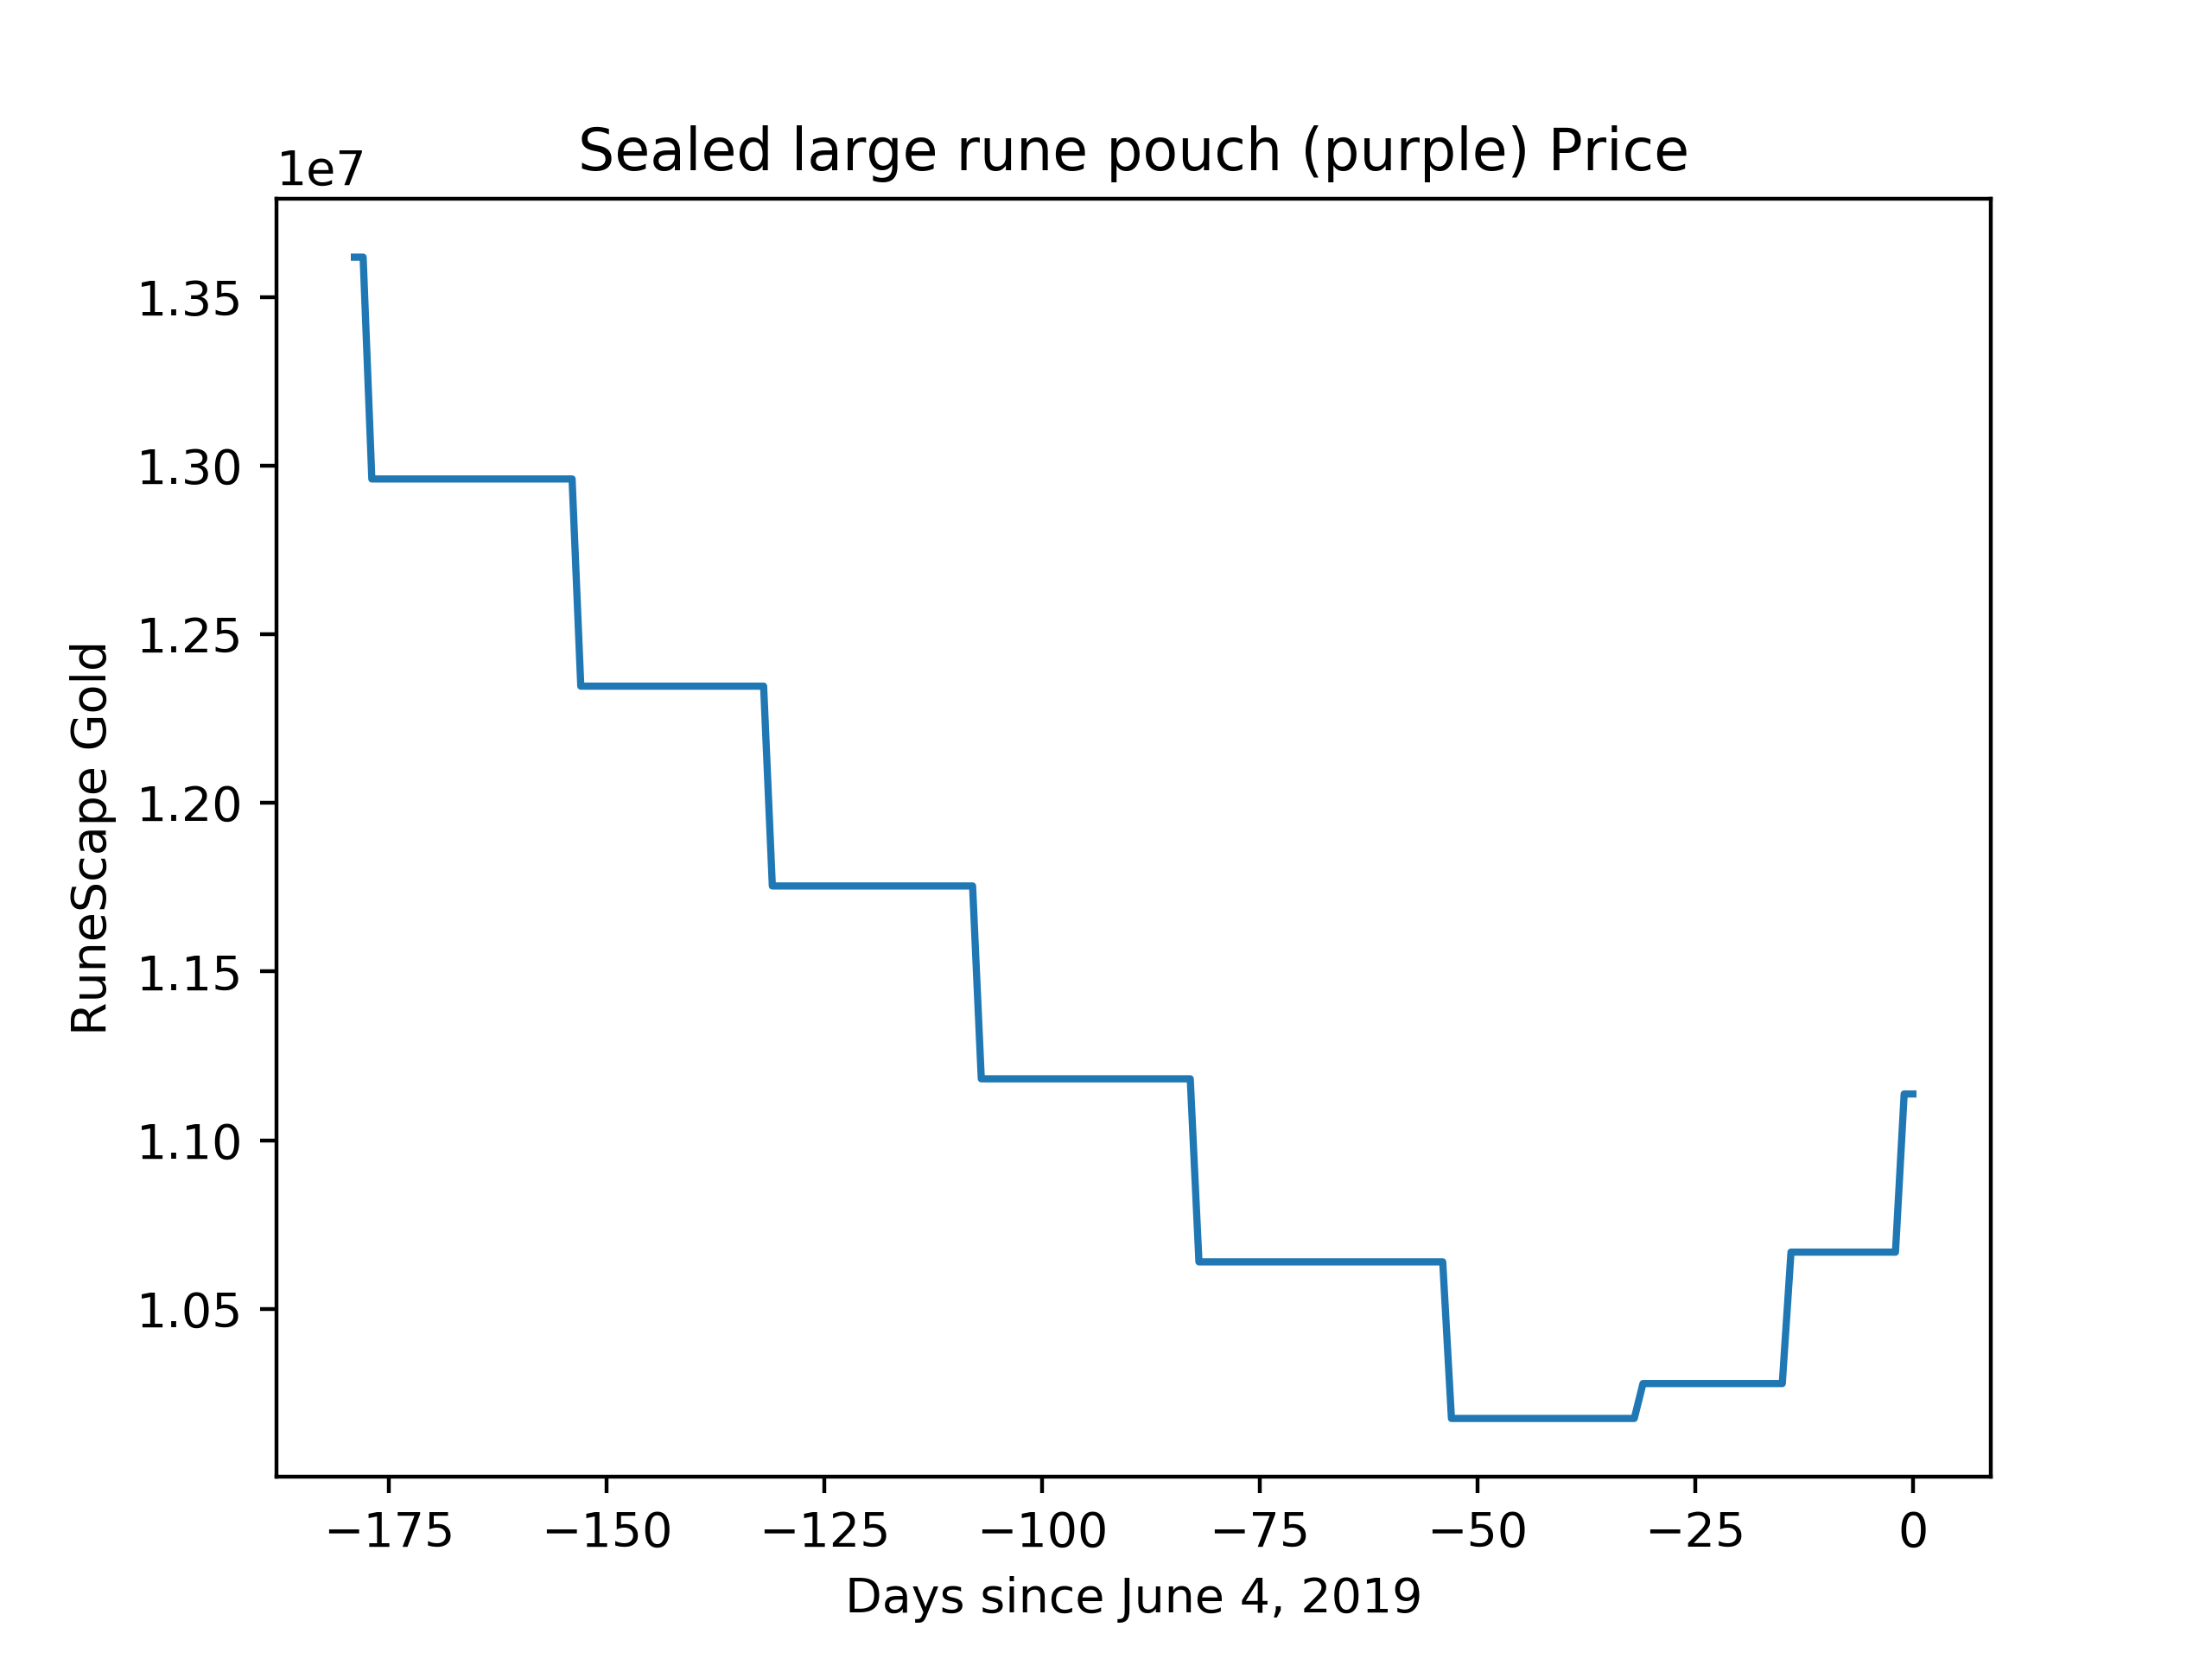 Sealed large rune pouch (purple) Price
1e7
1.35
1.30
1.25
1.20
1.15
1.10
1.05
RuneScape Gold
−175 −150 −125 −100 −75 −50 −25 0
Days since June 4, 2019